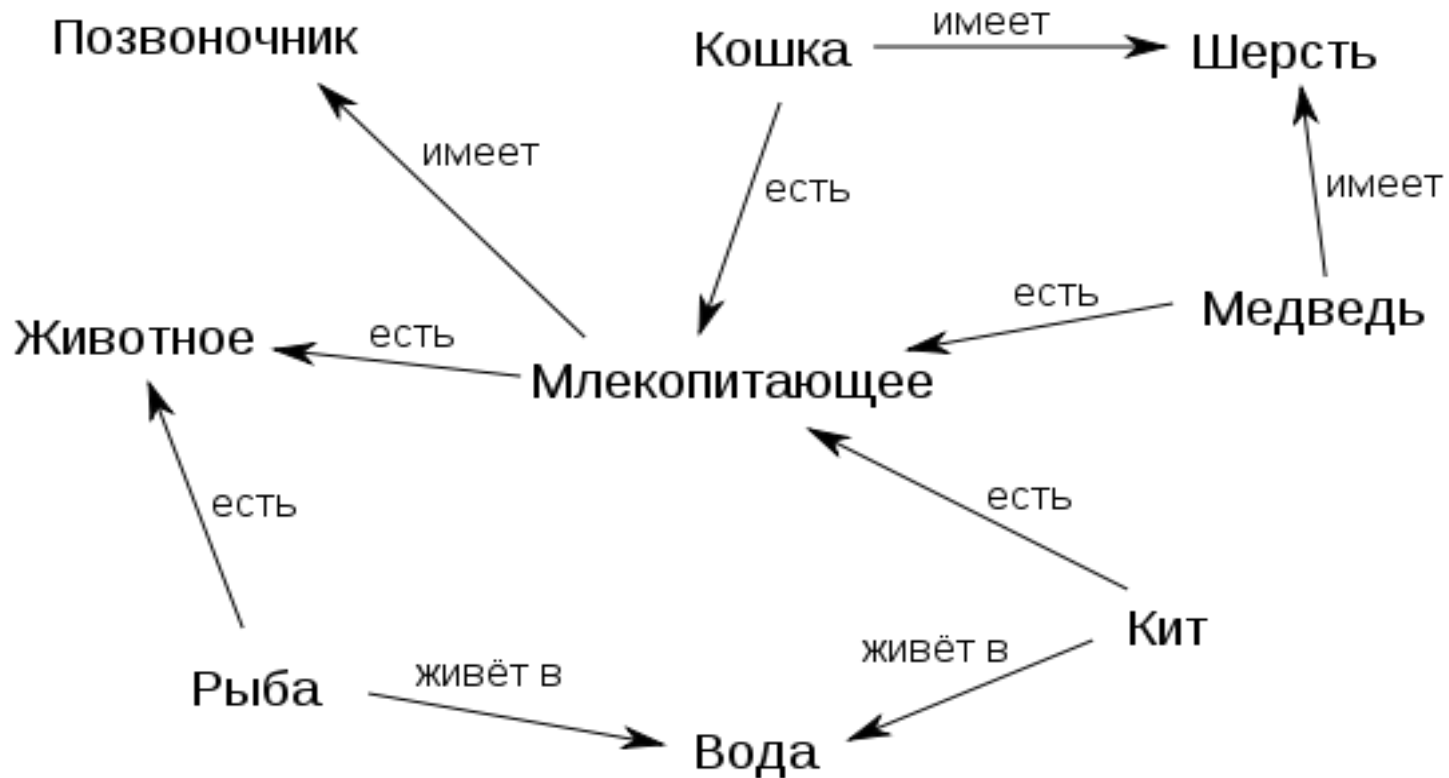 Позвоночник
Кошка
имеет
Шерсть
имеет
есть
имеет
Животное
есть
Млекопитающее
есть
Медведь
есть
есть
Рыба
живёт в
Вода
живёт в
Кит